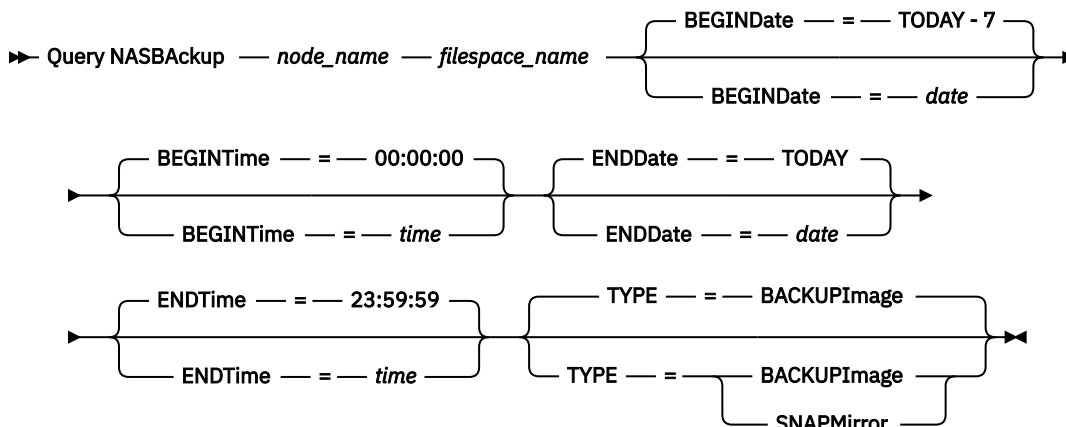 BEGINDate = TODAY - 7
Query NASBAckup node_name filespace_name
BEGINDate = date
BEGINTime = 00:00:00 ENDDate = TODAY
BEGINTime = time ENDDate = date
ENDTime = 23:59:59 TYPE = BACKUPImage
ENDTime = time TYPE = BACKUPImage
SNAPMirror